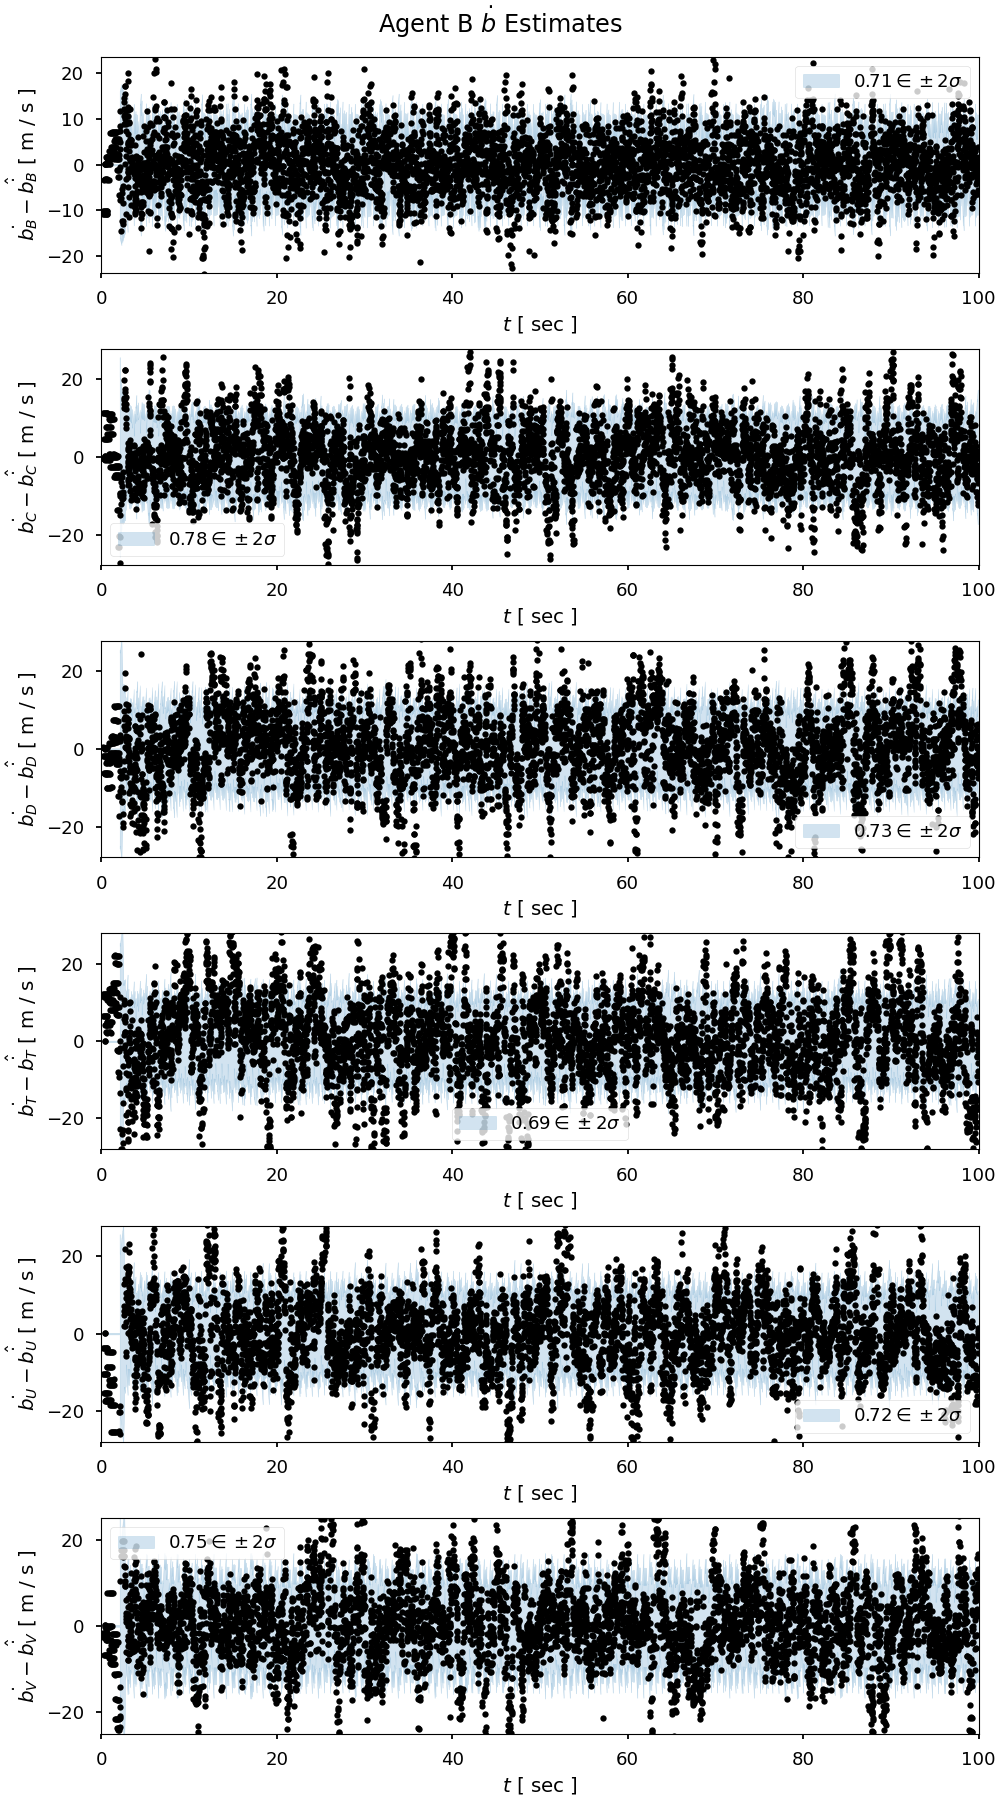 Agent B ḃ Estimates
ḃ_B − ḃ̂_B [ m / s ]
20
10
0
−10
−20
0.71 ∈ ±2σ
0 20 40 60 80 100
t [ sec ]
ḃ_C − ḃ̂_C [ m / s ]
20
0
−20
0.78 ∈ ±2σ
0 20 40 60 80 100
t [ sec ]
ḃ_D − ḃ̂_D [ m / s ]
20
0
−20
0.73 ∈ ±2σ
0 20 40 60 80 100
t [ sec ]
ḃ_T − ḃ̂_T [ m / s ]
20
0
−20
0.69 ∈ ±2σ
0 20 40 60 80 100
t [ sec ]
ḃ_U − ḃ̂_U [ m / s ]
20
0
−20
0.72 ∈ ±2σ
0 20 40 60 80 100
t [ sec ]
ḃ_V − ḃ̂_V [ m / s ]
20
0
−20
0.75 ∈ ±2σ
0 20 40 60 80 100
t [ sec ]